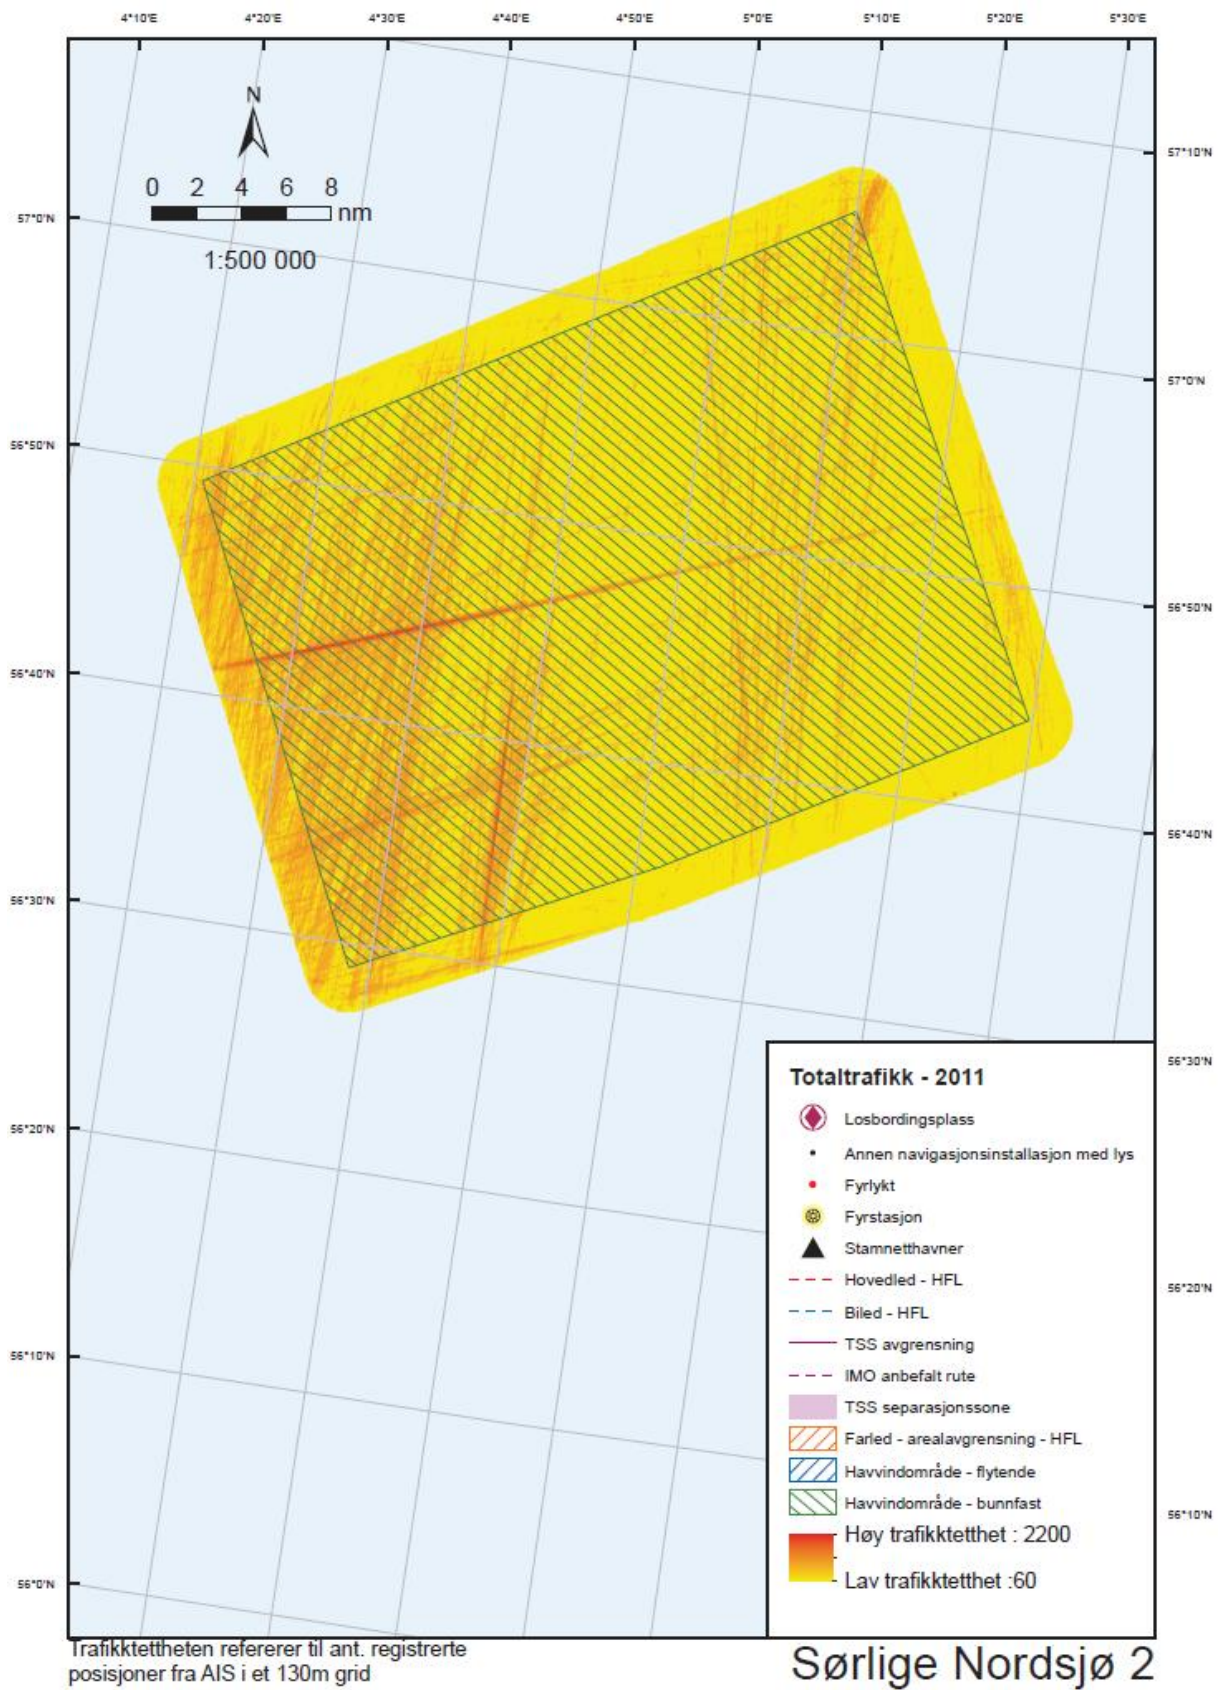 4°10'E 4°20'E 4°30'E 4°40'E 4°50'E 5°0'E 5°10'E 5°20'E 5°30'E
N
0 2 4 6 8 nm
1:500 000
57°10'N
57°0'N
57°0'N
56°50'N
56°50'N
56°40'N
56°40'N
56°30'N
56°30'N
56°20'N
56°20'N
56°10'N
56°10'N
56°0'N
Totaltrafikk - 2011
Losbordingsplass
Annen navigasjonsinstallasjon med lys
Fyrlykt
Fyrstasjon
Stamnetthavner
Hovedled - HFL
Biled - HFL
TSS avgrensning
IMO anbefalt rute
TSS separasjonssone
Farled - arealavgrensning - HFL
Havvindområde - flytende
Havvindområde - bunnfast
Høy trafikktetthet : 2200
Lav trafikktetthet :60
Trafikktettheten refererer til ant. registrerte
posisjoner fra AIS i et 130m grid
Sørlige Nordsjø 2